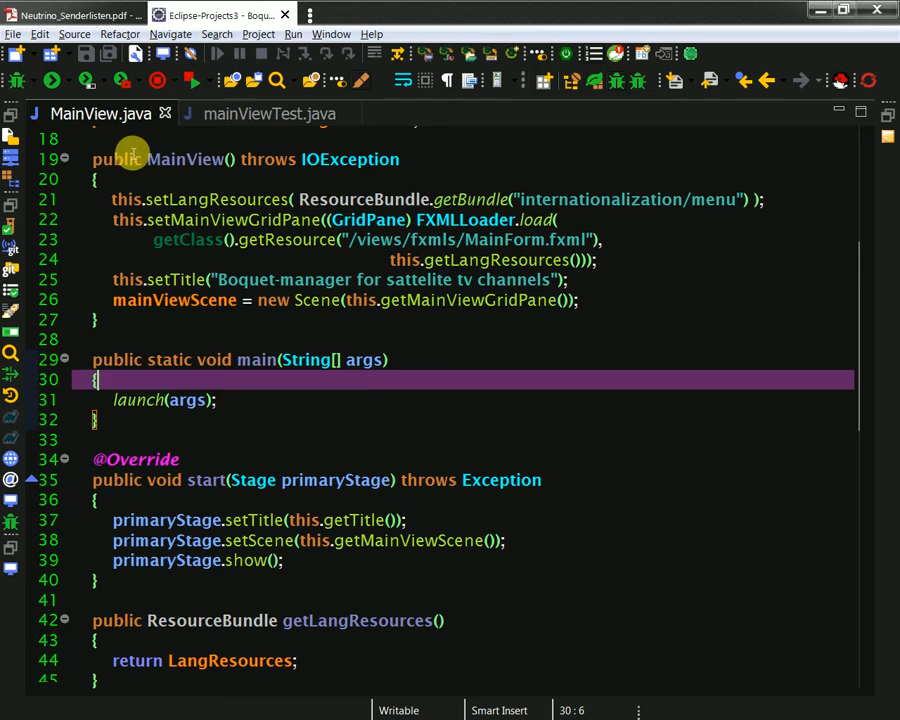 Neutrino_Senderlisten.pdf - ...
Eclipse-Projects3 - Boqu...
File Edit Source Refactor Navigate Search Project Run Window Help
MainView.java mainViewTest.java
18
19 public MainView() throws IOException
20 {
21 this.setLangResources( ResourceBundle.getBundle("internationalization/menu") );
22 this.setMainViewGridPane((GridPane) FXMLLoader.load(
23 getClass().getResource("/views/fxmls/MainForm.fxml"),
24 this.getLangResources()));
25 this.setTitle("Boquet-manager for sattelite tv channels");
26 mainViewScene = new Scene(this.getMainViewGridPane());
27 }
28
29 public static void main(String[] args)
30 {
31 launch(args);
32 }
33
34 @Override
35 public void start(Stage primaryStage) throws Exception
36 {
37 primaryStage.setTitle(this.getTitle());
38 primaryStage.setScene(this.getMainViewScene());
39 primaryStage.show();
40 }
41
42 public ResourceBundle getLangResources()
43 {
44 return LangResources;
45 }
Writable Smart Insert 30 : 6